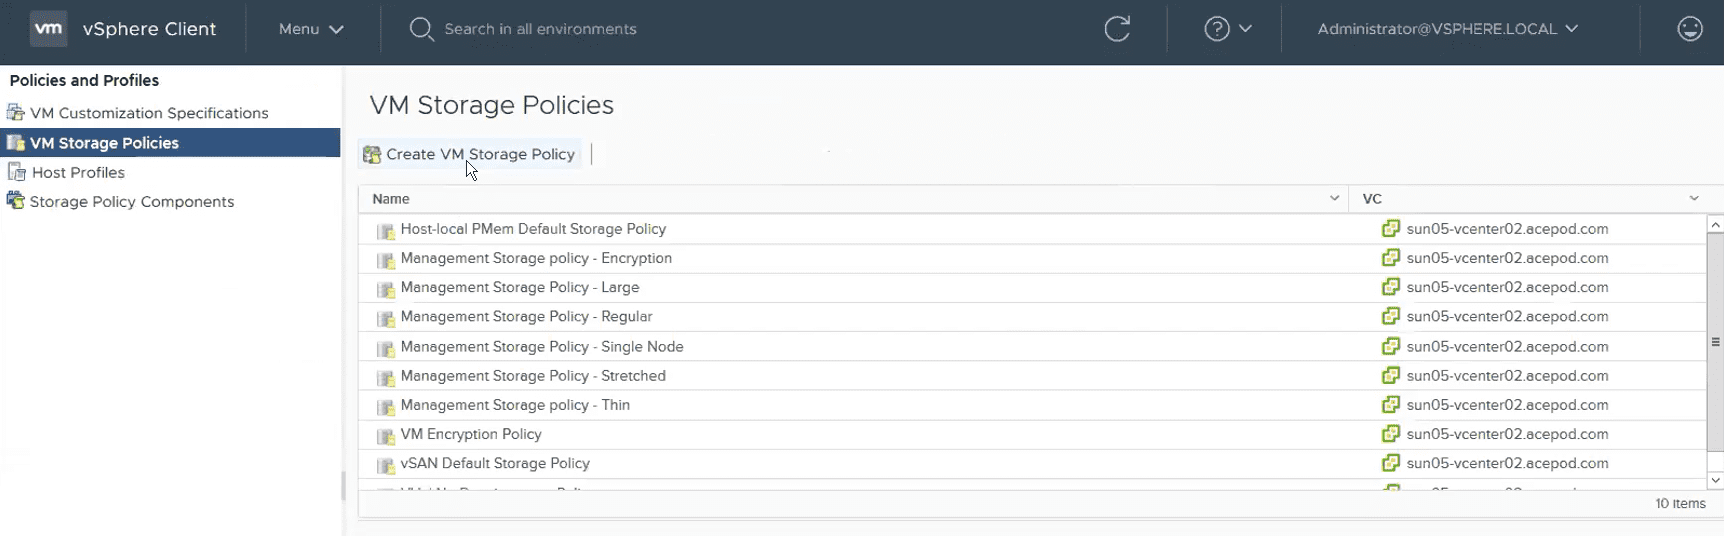 vm vSphere Client Menu Search in all environments Administrator@VSPHERE.LOCAL
Policies and Profiles
VM Customization Specifications
VM Storage Policies
Host Profiles
Storage Policy Components
VM Storage Policies
Create VM Storage Policy
Name VC
Host-local PMem Default Storage Policy sun05-vcenter02.acepod.com
Management Storage policy - Encryption sun05-vcenter02.acepod.com
Management Storage Policy - Large sun05-vcenter02.acepod.com
Management Storage Policy - Regular sun05-vcenter02.acepod.com
Management Storage Policy - Single Node sun05-vcenter02.acepod.com
Management Storage Policy - Stretched sun05-vcenter02.acepod.com
Management Storage policy - Thin sun05-vcenter02.acepod.com
VM Encryption Policy sun05-vcenter02.acepod.com
vSAN Default Storage Policy sun05-vcenter02.acepod.com
10 items